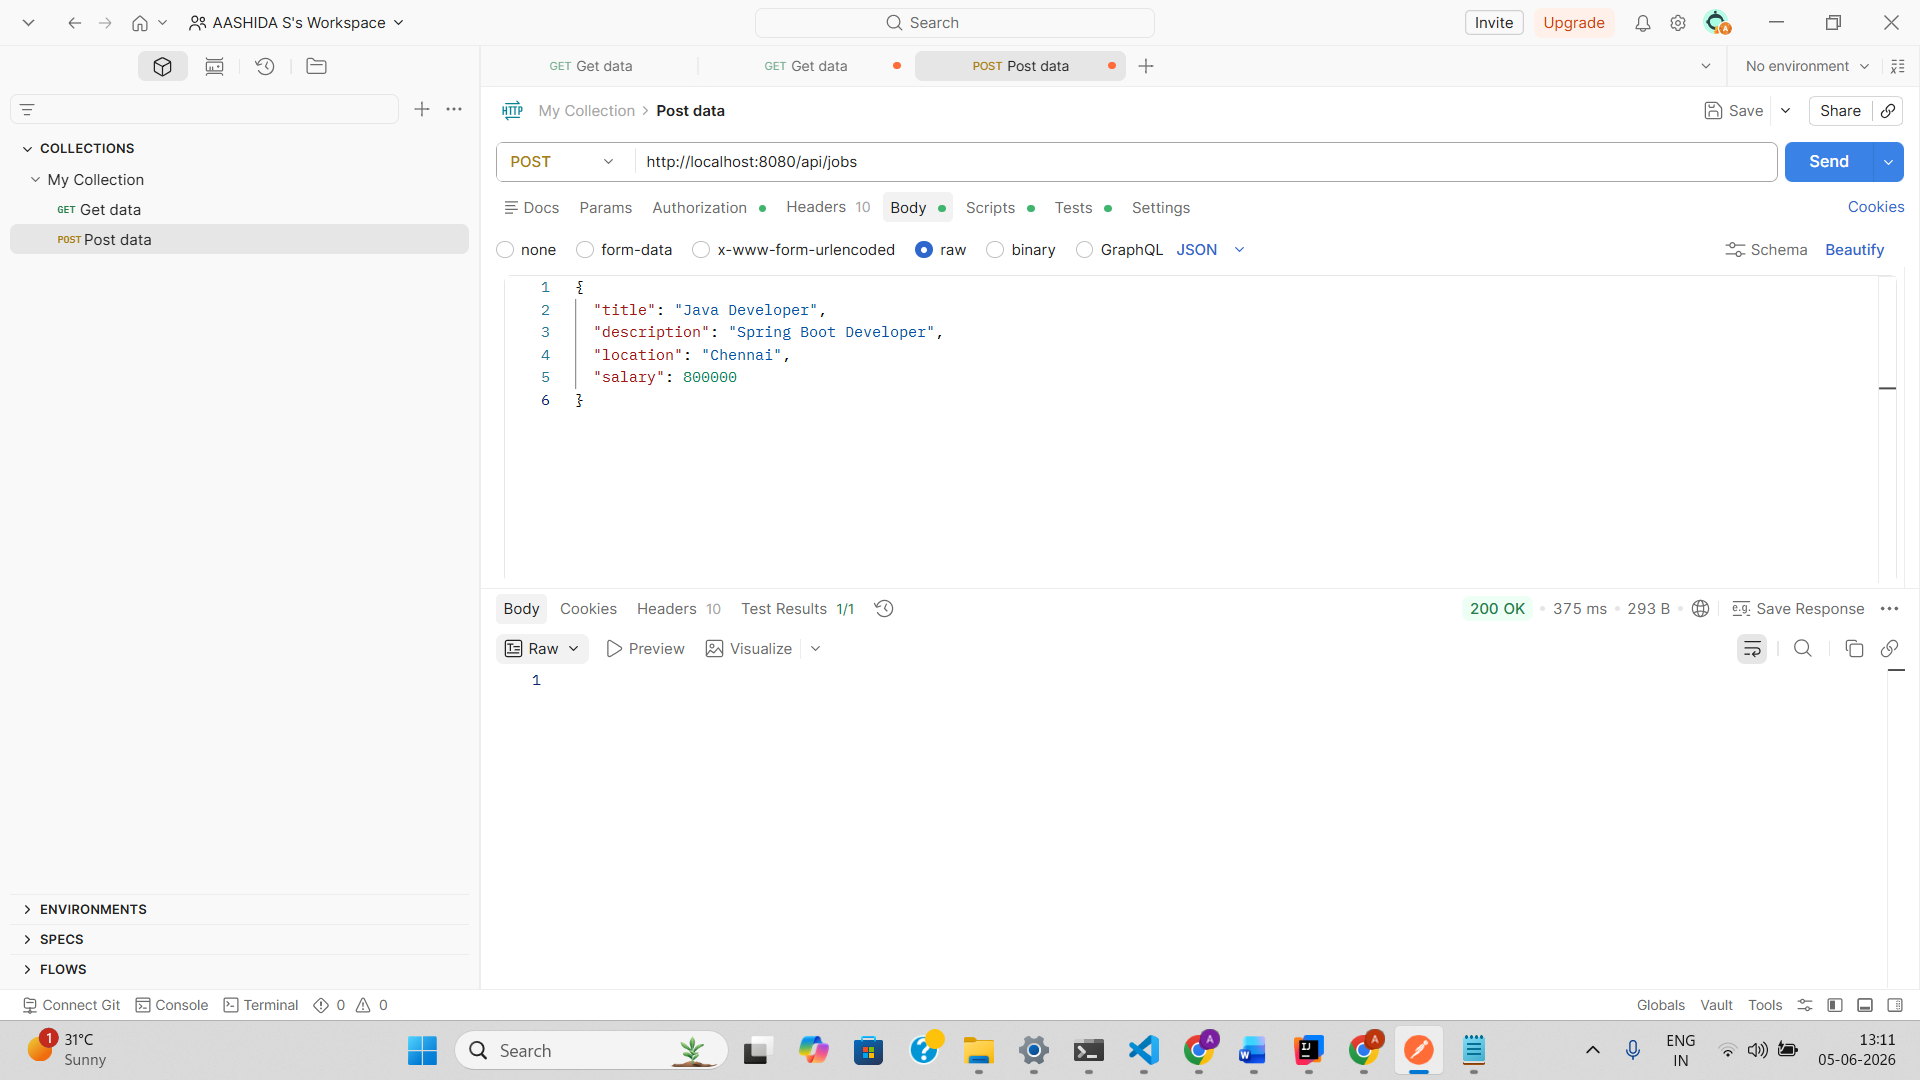 AASHIDA S's Workspace
Search
Invite
Upgrade
GET Get data
GET Get data
POST Post data
No environment
HTTP My Collection > Post data
Save
Share
COLLECTIONS
My Collection
GET Get data
POST Post data
POST
http://localhost:8080/api/jobs
Send
Docs Params Authorization Headers 10 Body Scripts Tests Settings
Cookies
none form-data x-www-form-urlencoded raw binary GraphQL JSON
Schema Beautify
1 {
2 "title": "Java Developer",
3 "description": "Spring Boot Developer",
4 "location": "Chennai",
5 "salary": 800000
6 }
Body Cookies Headers 10 Test Results 1/1
200 OK • 375 ms • 293 B
e.g. Save Response
Raw Preview Visualize
1
ENVIRONMENTS
SPECS
FLOWS
Connect Git Console Terminal 0 0
Globals Vault Tools
1
31°C
Sunny
Search
A
A
ENG
IN
13:11
05-06-2026